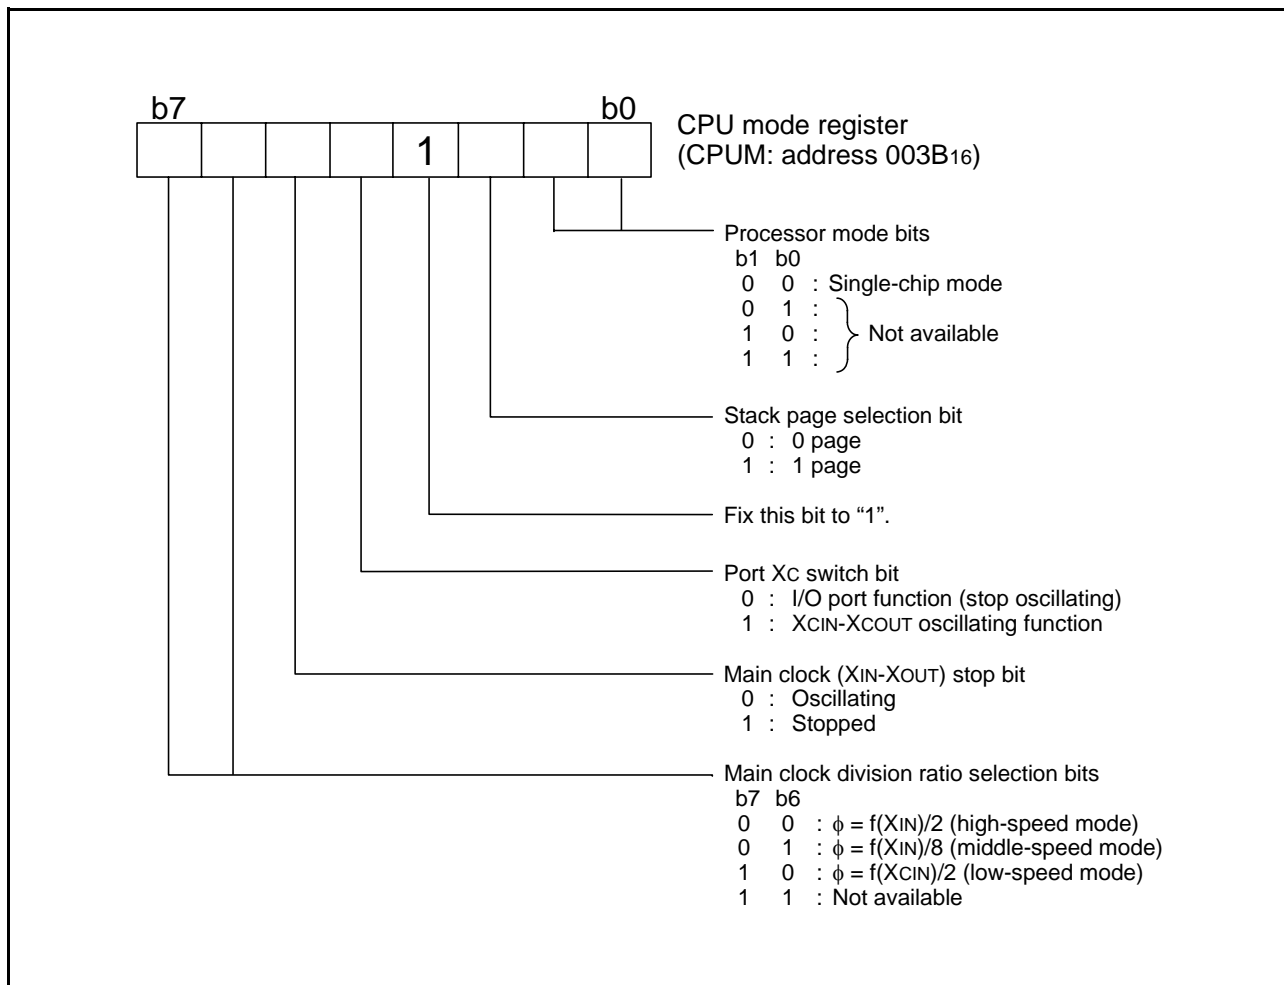 b7 b0
1
CPU mode register
(CPUM: address 003B16)
Processor mode bits
b1 b0
0 0 : Single-chip mode
0 1 :
1 0 : Not available
1 1 :
Stack page selection bit
0 : 0 page
1 : 1 page
Fix this bit to “1”.
Port XC switch bit
0 : I/O port function (stop oscillating)
1 : XCIN-XCOUT oscillating function
Main clock (XIN-XOUT) stop bit
0 : Oscillating
1 : Stopped
Main clock division ratio selection bits
b7 b6
0 0 : ϕ = f(XIN)/2 (high-speed mode)
0 1 : ϕ = f(XIN)/8 (middle-speed mode)
1 0 : ϕ = f(XCIN)/2 (low-speed mode)
1 1 : Not available